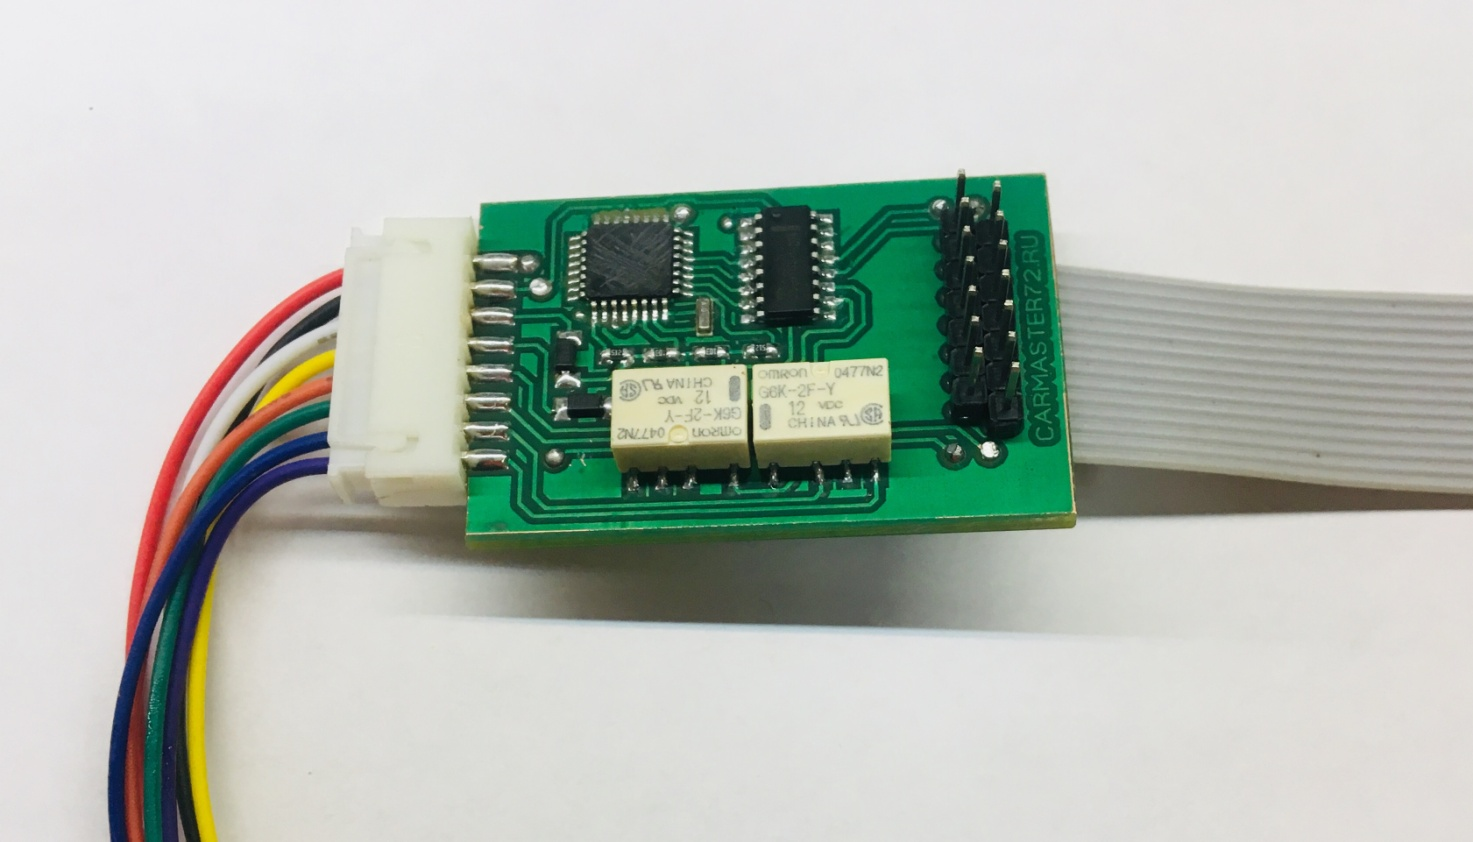 CARMASTER72.RU
omron 0477N2
G6K-2F-Y
12 VDC
CHINA
omron 0477N2
G6K-2F-Y
12 VDC
CHINA